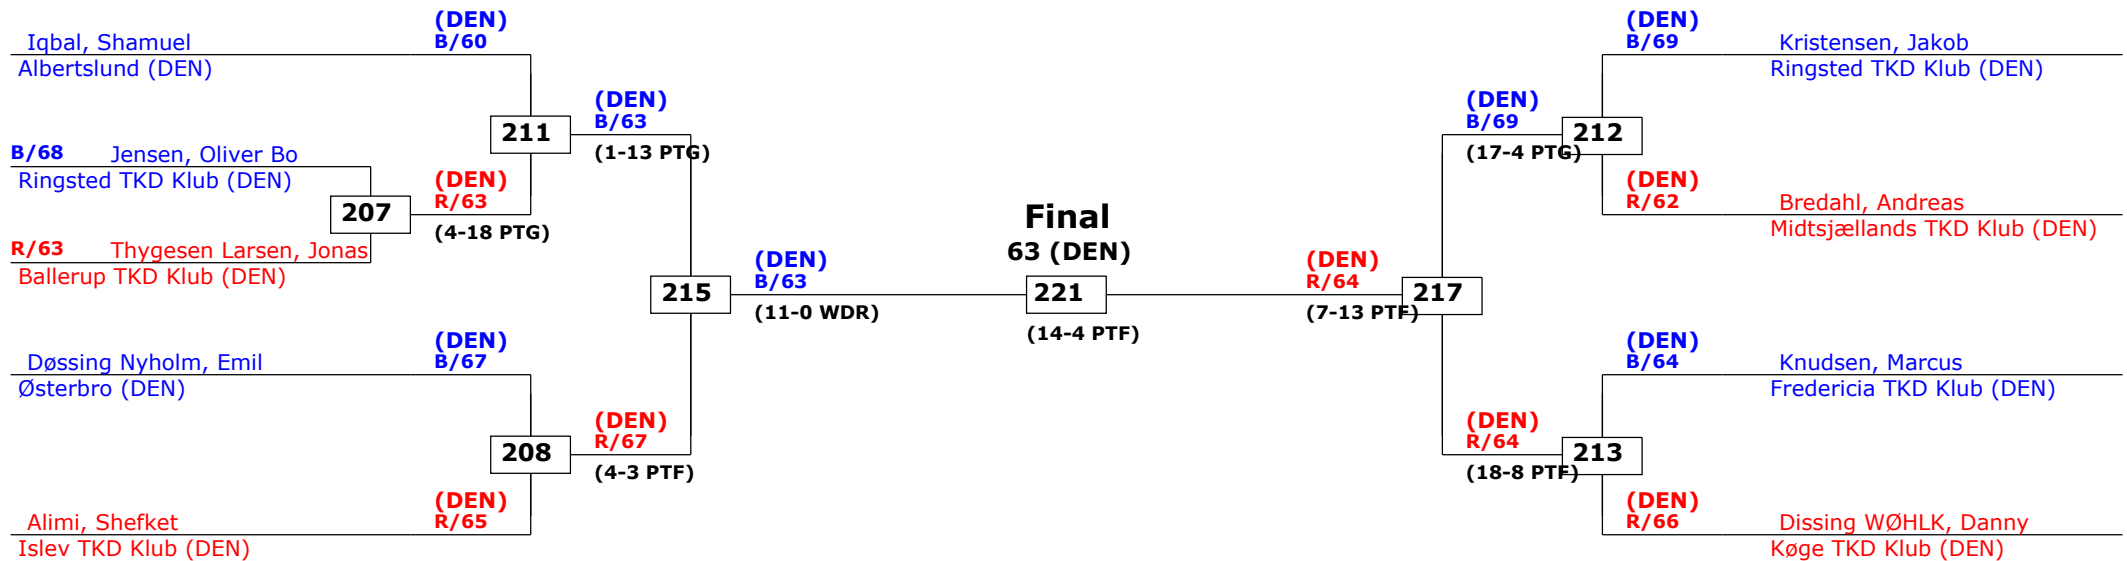 (DEN)
B/60
Iqbal, Shamuel
Albertslund (DEN)
211
(DEN)
B/63
(1-13 PTG)
B/68 Jensen, Oliver Bo
Ringsted TKD Klub (DEN)
207
(DEN)
R/63
(4-18 PTG)
R/63 Thygesen Larsen, Jonas
Ballerup TKD Klub (DEN)
215
(DEN)
B/63
(11-0 WDR)
(DEN)
B/67
Døssing Nyholm, Emil
Østerbro (DEN)
208
(DEN)
R/67
(4-3 PTF)
(DEN)
R/65
Alimi, Shefket
Islev TKD Klub (DEN)
Final
63 (DEN)
221
(14-4 PTF)
(DEN)
R/64
(7-13 PTF)
217
(DEN)
B/69
(17-4 PTG)
212
(DEN)
B/69
Kristensen, Jakob
Ringsted TKD Klub (DEN)
(DEN)
R/62
Bredahl, Andreas
Midtsjællands TKD Klub (DEN)
(DEN)
R/64
(18-8 PTF)
213
(DEN)
B/64
Knudsen, Marcus
Fredericia TKD Klub (DEN)
(DEN)
R/66
Dissing WØHLK, Danny
Køge TKD Klub (DEN)